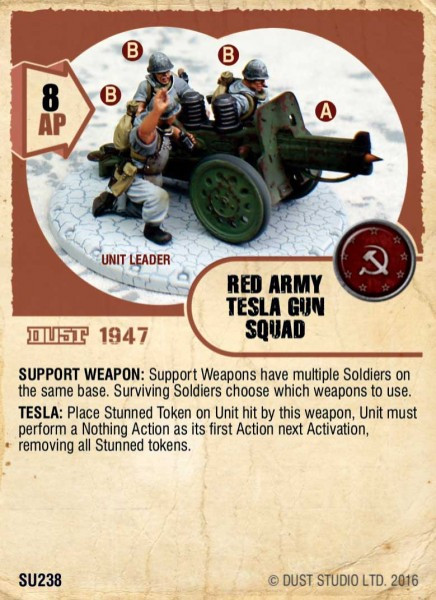 8
AP
B
B
B
A
UNIT LEADER
RED ARMY
TESLA GUN
SQUAD
DUST 1947
SUPPORT WEAPON: Support Weapons have multiple Soldiers on
the same base. Surviving Soldiers choose which weapons to use.
TESLA: Place Stunned Token on Unit hit by this weapon, Unit must
perform a Nothing Action as its first Action next Activation,
removing all Stunned tokens.
SU238
© DUST STUDIO LTD. 2016